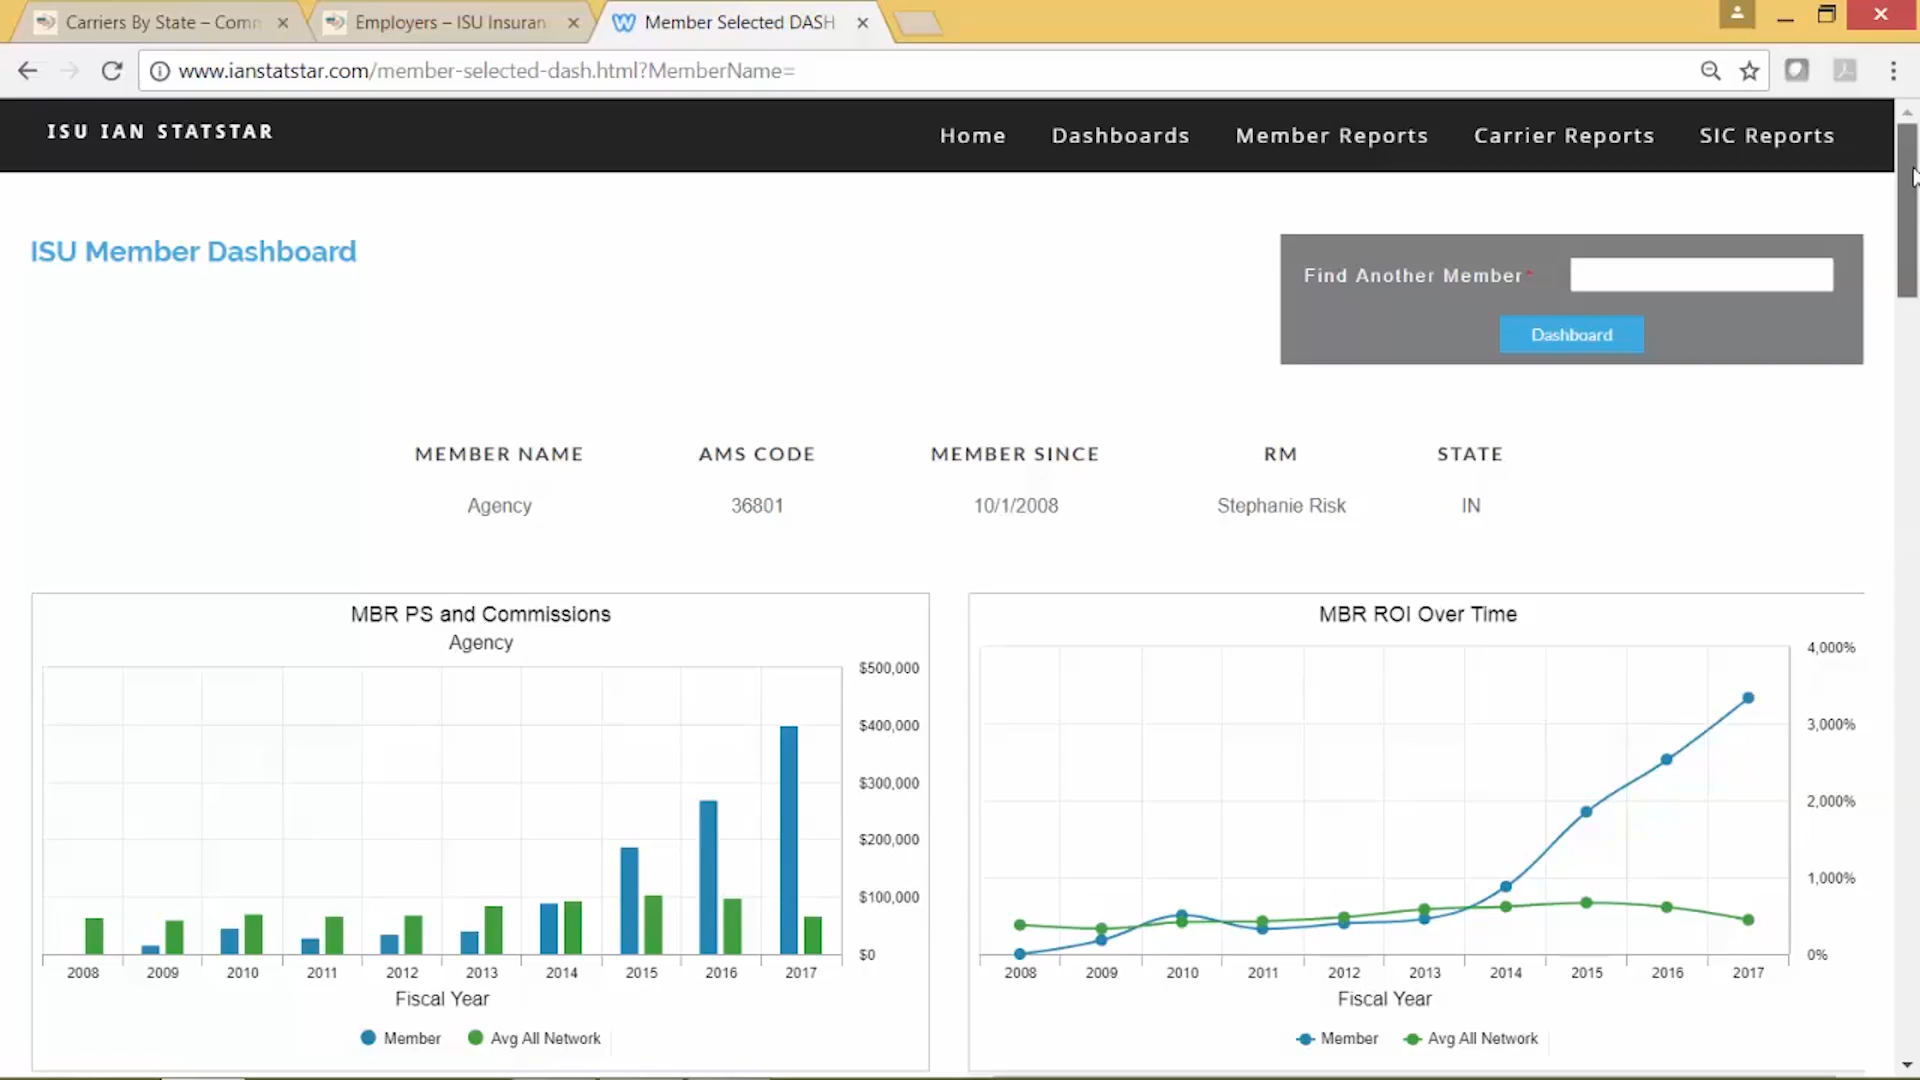 Carriers By State – Comm
Employers – ISU Insuran
Member Selected DASH
www.ianstatstar.com/member-selected-dash.html?MemberName=
ISU IAN STATSTAR
Home
Dashboards
Member Reports
Carrier Reports
SIC Reports
ISU Member Dashboard
Find Another Member*
Dashboard
MEMBER NAME AMS CODE MEMBER SINCE RM STATE
Agency 36801 10/1/2008 Stephanie Risk IN
MBR PS and Commissions
Agency
$500,000
$400,000
$300,000
$200,000
$100,000
$0
2008 2009 2010 2011 2012 2013 2014 2015 2016 2017
Fiscal Year
Member Avg All Network
MBR ROI Over Time
4,000%
3,000%
2,000%
1,000%
0%
2008 2009 2010 2011 2012 2013 2014 2015 2016 2017
Fiscal Year
Member Avg All Network